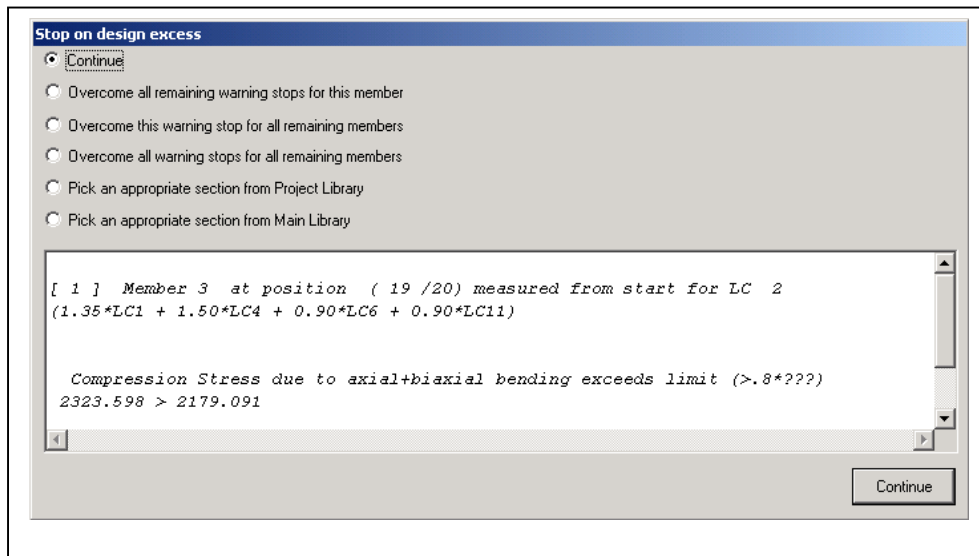 Stop on design excess
Continue
Overcome all remaining warning stops for this member
Overcome this warning stop for all remaining members
Overcome all warning stops for all remaining members
Pick an appropriate section from Project Library
Pick an appropriate section from Main Library
[ 1 ] Member 3 at position ( 19 /20) measured from start for LC 2
(1.35*LC1 + 1.50*LC4 + 0.90*LC6 + 0.90*LC11)
Compression Stress due to axial+biaxial bending exceeds limit (>.8*???)
2323.598 > 2179.091
Continue